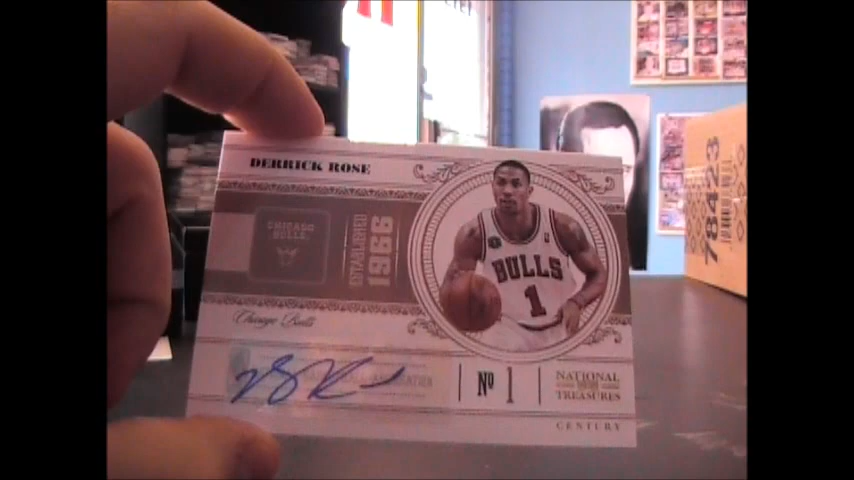 DERRICK ROSE
CHICAGO
BULLS
ESTABLISHED
1966
BULLS
1
Chicago Bulls
Nº 1
NATIONAL
TREASURES
CENTURY
78423